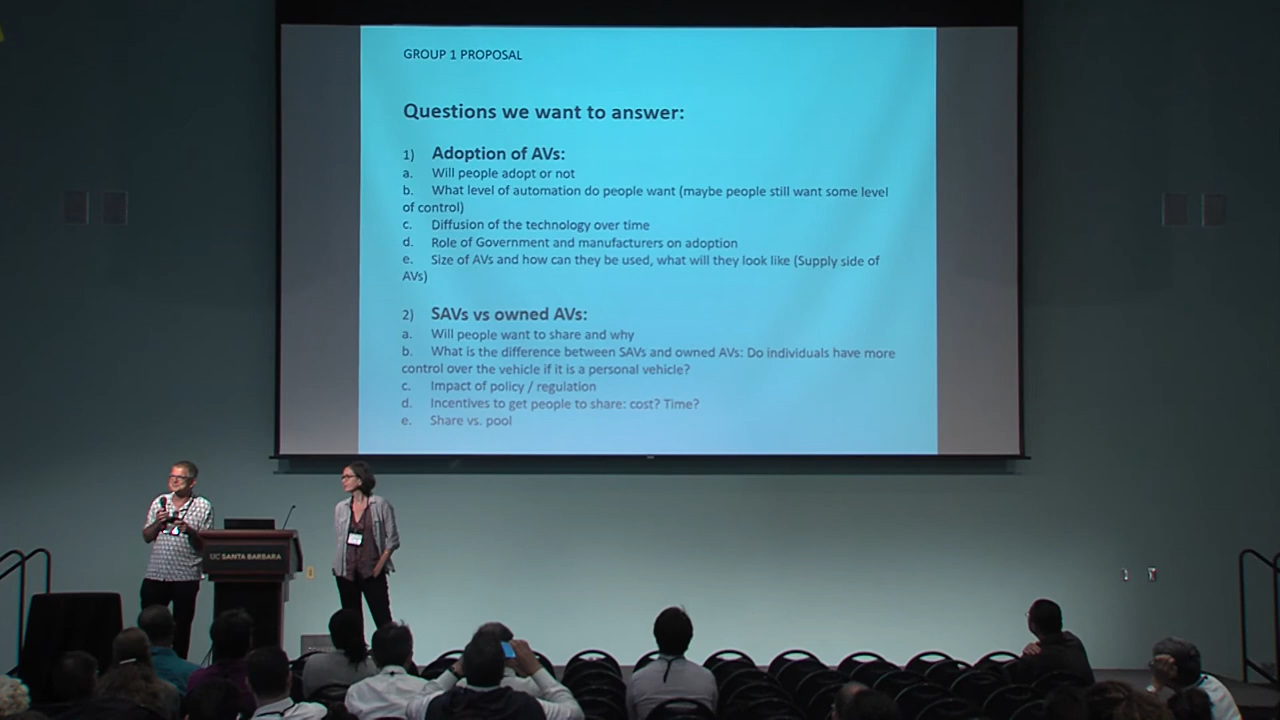 GROUP 1 PROPOSAL
Questions we want to answer:
1) Adoption of AVs:
a. Will people adopt or not
b. What level of automation do people want (maybe people still want some level
of control)
c. Diffusion of the technology over time
d. Role of Government and manufacturers on adoption
e. Size of AVs and how can they be used, what will they look like (Supply side of
AVs)
2) SAVs vs owned AVs:
a. Will people want to share and why
b. What is the difference between SAVs and owned AVs: Do individuals have more
control over the vehicle if it is a personal vehicle?
c. Impact of policy / regulation
d. Incentives to get people to share: cost? Time?
e. Share vs. pool
UC SANTA BARBARA